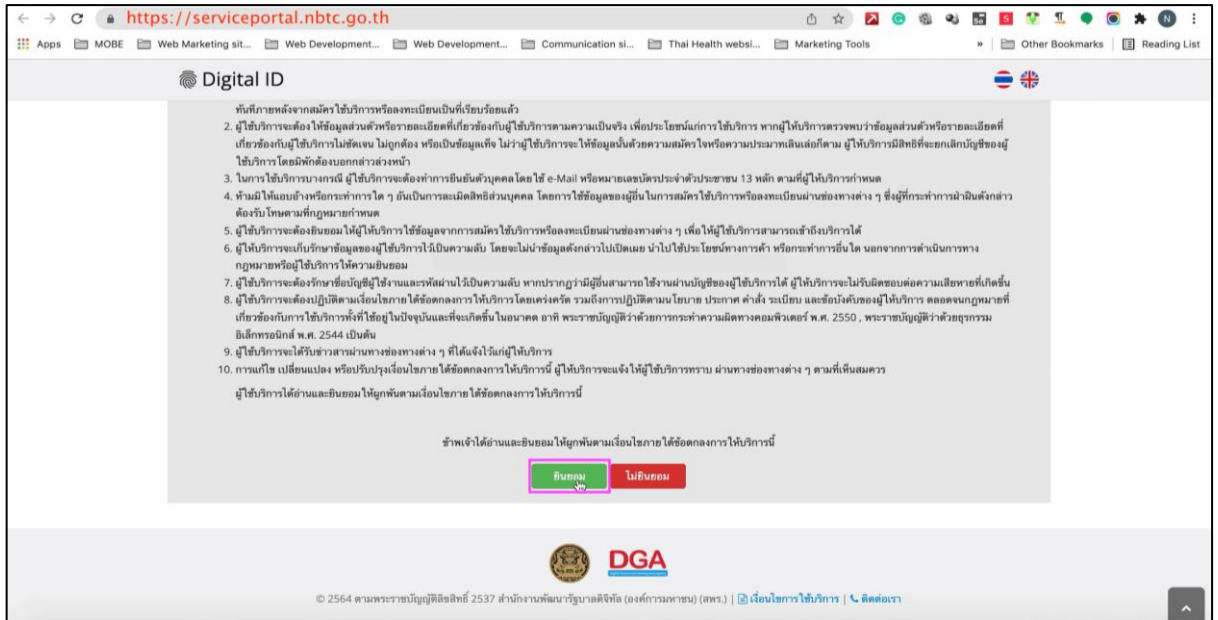 https://serviceportal.nbtc.go.th
Apps MOBE Web Marketing sit... Web Development... Web Development... Communication si... Thai Health websi... Marketing Tools » Other Bookmarks Reading List
Digital ID
ทันทีภายหลังจากสมัครใช้บริการหรือลงทะเบียนเป็นที่เรียบร้อยแล้ว
2. ผู้ใช้บริการจะต้องให้ข้อมูลส่วนตัวหรือรายละเอียดที่เกี่ยวข้องกับผู้ใช้บริการตามความเป็นจริง เพื่อประโยชน์แก่การใช้บริการ หากผู้ให้บริการตรวจพบว่าข้อมูลส่วนตัวหรือรายละเอียดที่
เกี่ยวข้องกับผู้ใช้บริการไม่ชัดเจน ไม่ถูกต้อง หรือเป็นข้อมูลเท็จ ไม่ว่าผู้ใช้บริการจะให้ข้อมูลนั้นด้วยความสมัครใจหรือความประมาทเลินเล่อก็ตาม ผู้ให้บริการมีสิทธิที่จะยกเลิกบัญชีของผู้
ใช้บริการโดยมิพักต้องบอกกล่าวล่วงหน้า
3. ในการใช้บริการบางกรณี ผู้ใช้บริการจะต้องทำการยืนยันตัวบุคคลโดยใช้ e-Mail หรือหมายเลขบัตรประจำตัวประชาชน 13 หลัก ตามที่ผู้ให้บริการกำหนด
4. ห้ามมิให้แอบอ้างหรือกระทำการใด ๆ อันเป็นการละเมิดสิทธิส่วนบุคคล โดยการใช้ข้อมูลของผู้อื่นในการสมัครใช้บริการหรือลงทะเบียนผ่านช่องทางต่าง ๆ ซึ่งผู้ที่กระทำการฝ่าฝืนดังกล่าว
ต้องรับโทษตามที่กฎหมายกำหนด
5. ผู้ใช้บริการจะต้องยินยอมให้ผู้ให้บริการใช้ข้อมูลจากการสมัครใช้บริการหรือลงทะเบียนผ่านช่องทางต่าง ๆ เพื่อให้ผู้ใช้บริการสามารถเข้าถึงบริการได้
6. ผู้ให้บริการจะเก็บรักษาข้อมูลของผู้ใช้บริการไว้เป็นความลับ โดยจะไม่นำข้อมูลดังกล่าวไปเปิดเผย นำไปใช้ประโยชน์ทางการค้า หรือกระทำการอื่นใด นอกจากการดำเนินการทาง
กฎหมายหรือผู้ใช้บริการให้ความยินยอม
7. ผู้ใช้บริการจะต้องรักษาชื่อบัญชีผู้ใช้งานและรหัสผ่านไว้เป็นความลับ หากปรากฏว่ามีผู้อื่นสามารถใช้งานผ่านบัญชีของผู้ใช้บริการได้ ผู้ให้บริการจะไม่รับผิดชอบต่อความเสียหายที่เกิดขึ้น
8. ผู้ใช้บริการจะต้องปฏิบัติตามเงื่อนไขภายใต้ข้อตกลงการให้บริการโดยเคร่งครัด รวมถึงการปฏิบัติตามนโยบาย ประกาศ คำสั่ง ระเบียบ และข้อบังคับของผู้ให้บริการ ตลอดจนกฎหมายที่
เกี่ยวข้องกับการใช้บริการทั้งที่ใช้อยู่ในปัจจุบันและที่จะเกิดขึ้นในอนาคต อาทิ พระราชบัญญัติว่าด้วยการกระทำความผิดทางคอมพิวเตอร์ พ.ศ. 2550 , พระราชบัญญัติว่าด้วยธุรกรรม
อิเล็กทรอนิกส์ พ.ศ. 2544 เป็นต้น
9. ผู้ใช้บริการจะได้รับข่าวสารผ่านทางช่องทางต่าง ๆ ที่ได้แจ้งไว้แก่ผู้ให้บริการ
10. การแก้ไข เปลี่ยนแปลง หรือปรับปรุงเงื่อนไขภายใต้ข้อตกลงการให้บริการนี้ ผู้ให้บริการจะแจ้งให้ผู้ใช้บริการทราบ ผ่านทางช่องทางต่าง ๆ ตามที่เห็นสมควร
ผู้ใช้บริการได้อ่านและยินยอมให้ผูกพันตามเงื่อนไขภายใต้ข้อตกลงการให้บริการนี้
ข้าพเจ้าได้อ่านและยินยอมให้ผูกพันตามเงื่อนไขภายใต้ข้อตกลงการให้บริการนี้
ยินยอม ไม่ยินยอม
DGA
© 2564 ตามพระราชบัญญัติลิขสิทธิ์ 2537 สำนักงานพัฒนารัฐบาลดิจิทัล (องค์การมหาชน) (สพร.) | เงื่อนไขการใช้บริการ | ติดต่อเรา